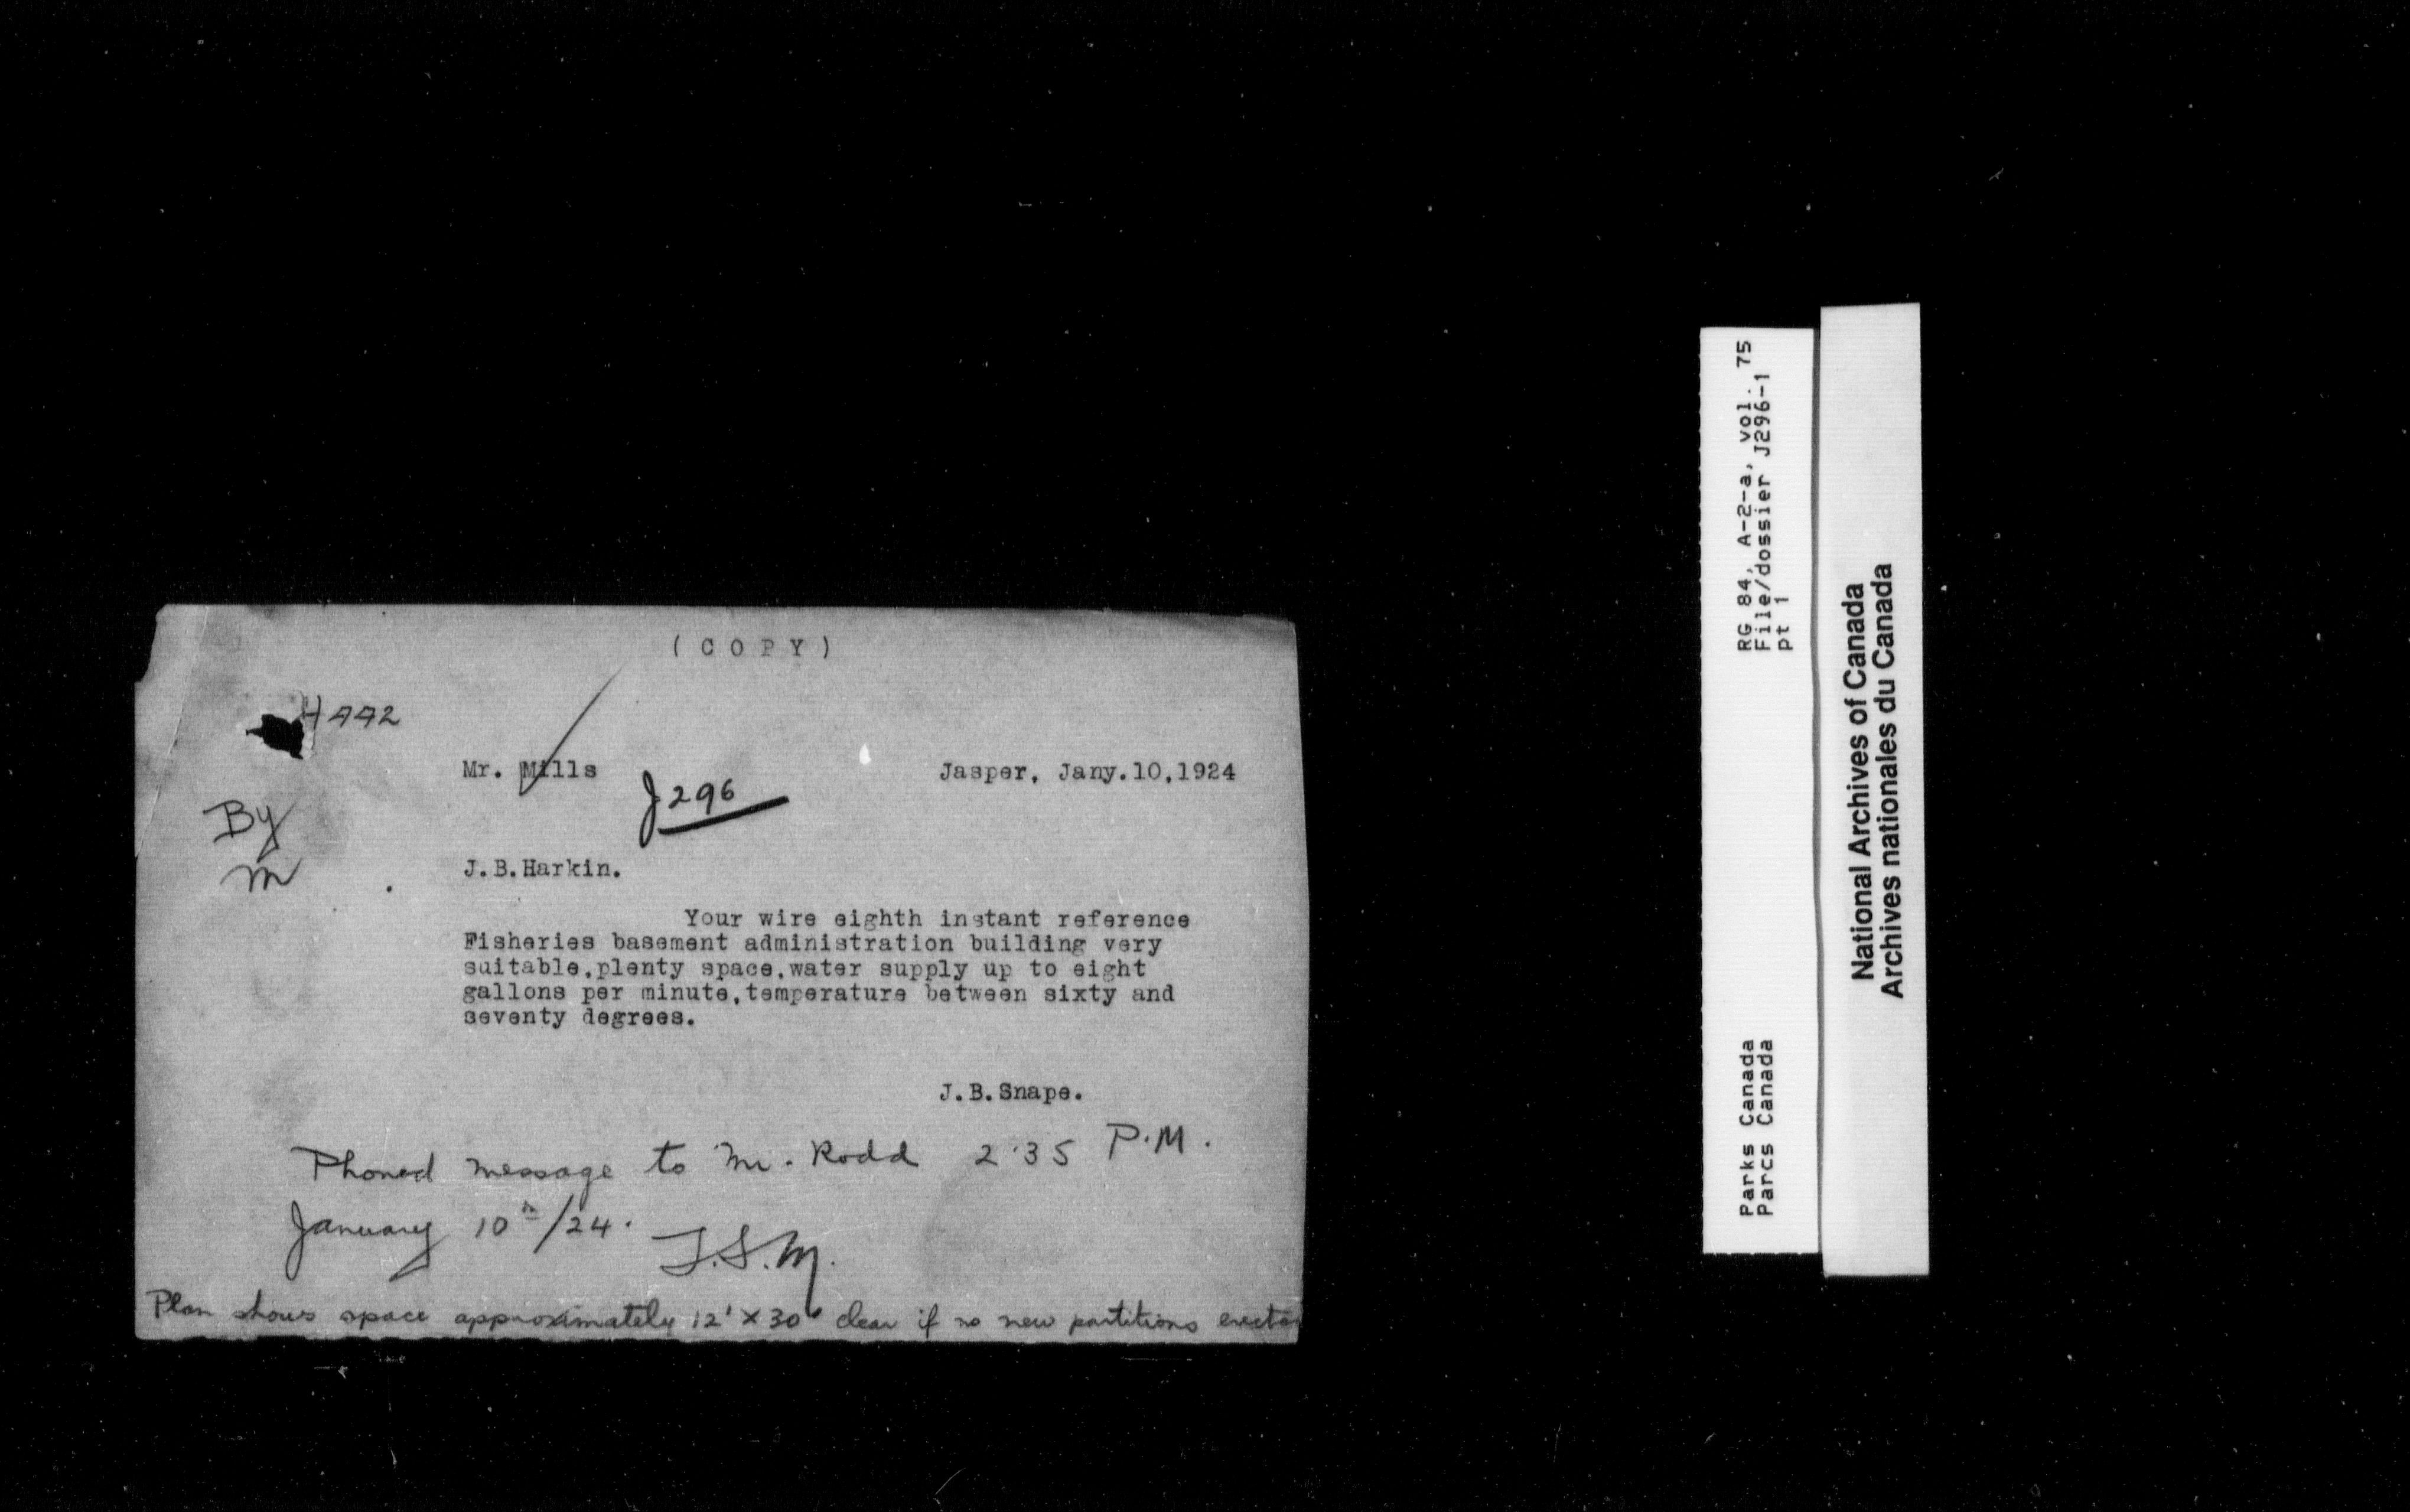 ( C O P Y )
H442
Mr. Mills
Jasper, Jany.10,1924
J296
By
M
J.B.Harkin.
Your wire eighth instant reference
Fisheries basement administration building very
suitable,plenty space,water supply up to eight
gallons per minute,temperature between sixty and
seventy degrees.
J.B.Snape.
Phoned message to Mr. Rodd 2.35 P.M.
January 10th/24.
F.S.M.
Plan shows space approximately 12' x 30' clear if no new partitions
RG 84, A-2-a, vol. 75
File/dossier J296-1
pt 1
Parks Canada
Parcs Canada
National Archives of Canada
Archives nationales du Canada